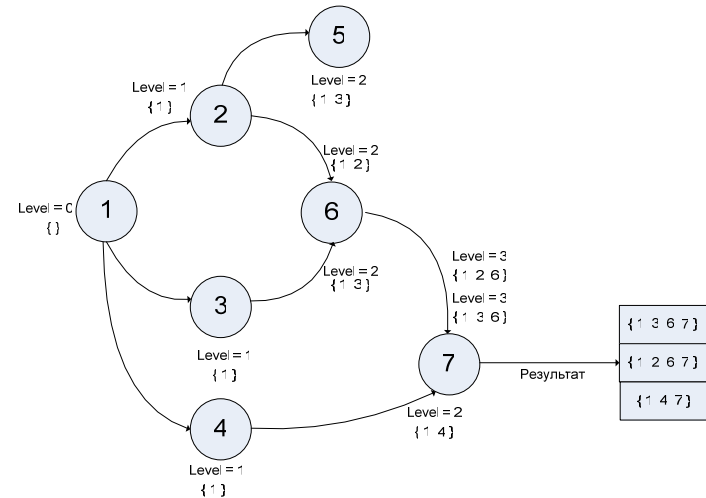 5
Level = 2
{1 3}
Level = 1
{1}
2
Level = 2
{1 2}
Level = 0
{}
1
6
Level = 2
{1 3}
3
Level = 1
{1}
Level = 3
{1 2 6}
Level = 3
{1 3 6}
7
Результат
{1 3 6 7}
{1 2 6 7}
{1 4 7}
Level = 2
{1 4}
4
Level = 1
{1}